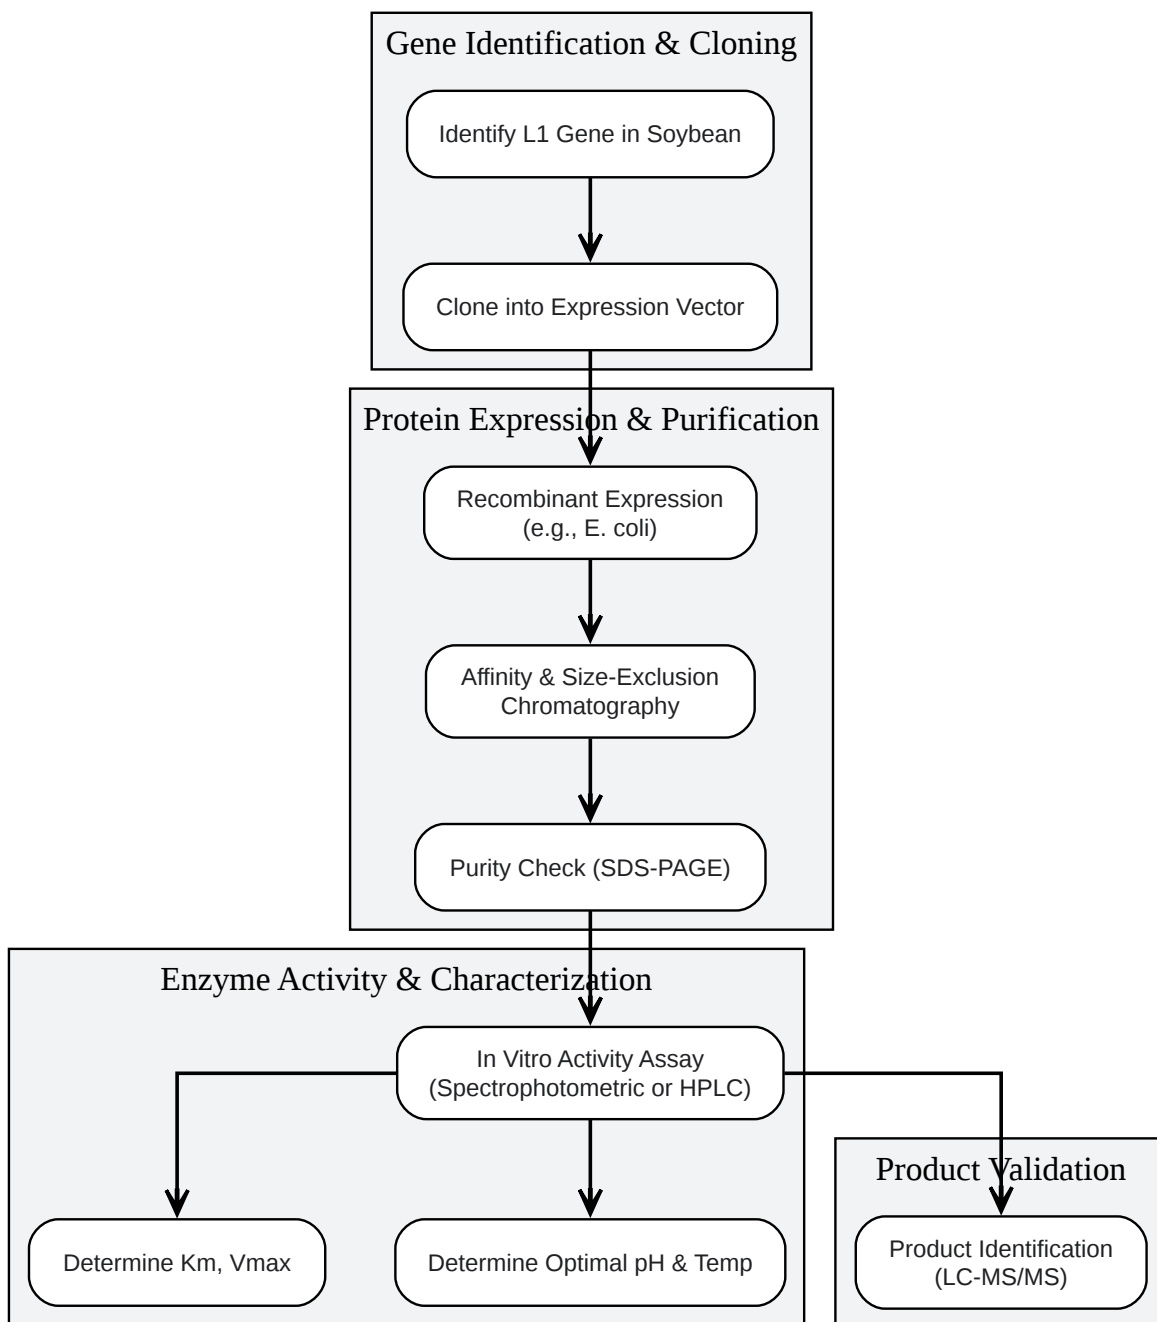 Gene Identification & Cloning
Identify L1 Gene in Soybean
Clone into Expression Vector
Protein Expression & Purification
Recombinant Expression
(e.g., E. coli)
Affinity & Size-Exclusion
Chromatography
Purity Check (SDS-PAGE)
Enzyme Activity & Characterization
In Vitro Activity Assay
(Spectrophotometric or HPLC)
Determine Km, Vmax
Determine Optimal pH & Temp
Product Validation
Product Identification
(LC-MS/MS)